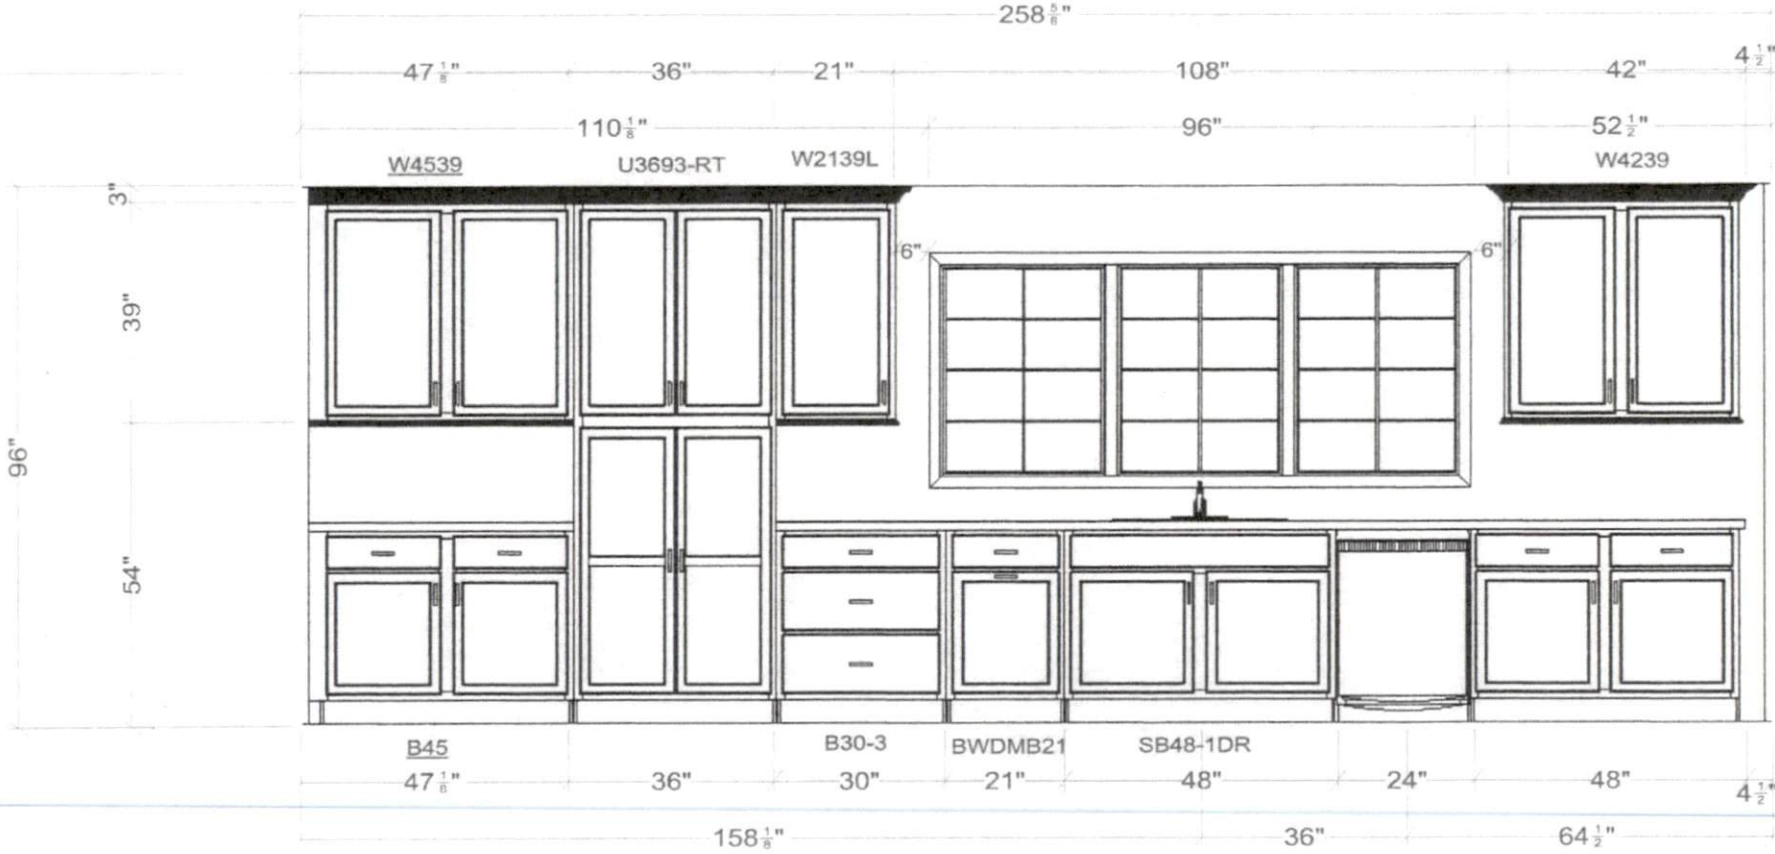 258 5/8"
47 1/8" 36" 21" 108" 42" 4 1/2"
110 1/8" 96" 52 1/2"
W4539 U3693-RT W2139L W4239
3"
6" 6"
39"
96"
54"
B45 B30-3 BWDMB21 SB48-1DR
47 1/8" 36" 30" 21" 48" 24" 48" 4 1/2"
158 1/8" 36" 64 1/2"